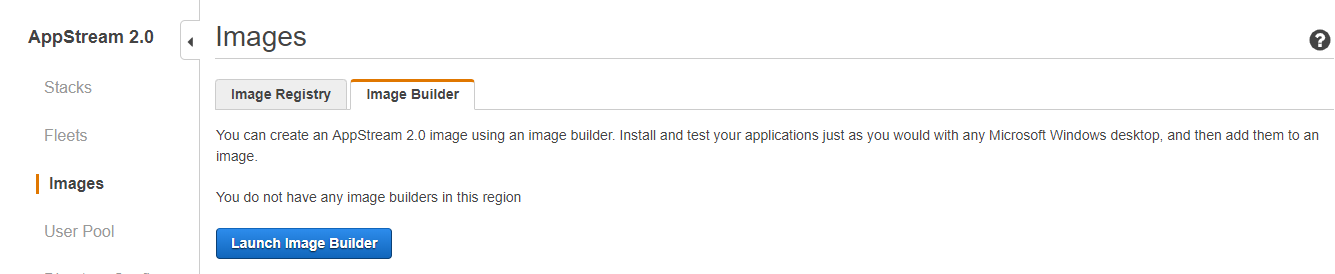 AppStream 2.0
Images
Stacks
Image Registry
Image Builder
Fleets
You can create an AppStream 2.0 image using an image builder. Install and test your applications just as you would with any Microsoft Windows desktop, and then add them to an
image.
Images
You do not have any image builders in this region
User Pool
Launch Image Builder